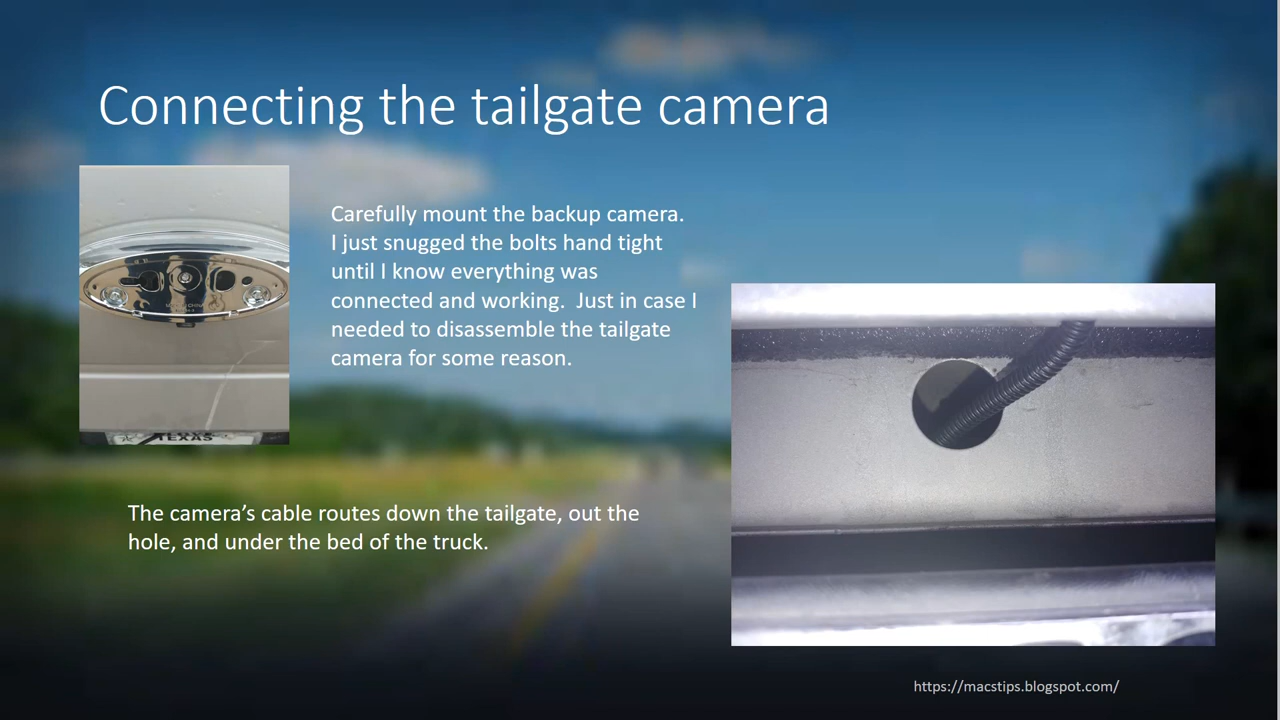 Connecting the tailgate camera
Carefully mount the backup camera.
I just snugged the bolts hand tight
until I know everything was
connected and working.  Just in case I
needed to disassemble the tailgate
camera for some reason.
TEXAS
The camera’s cable routes down the tailgate, out the
hole, and under the bed of the truck.
https://macstips.blogspot.com/